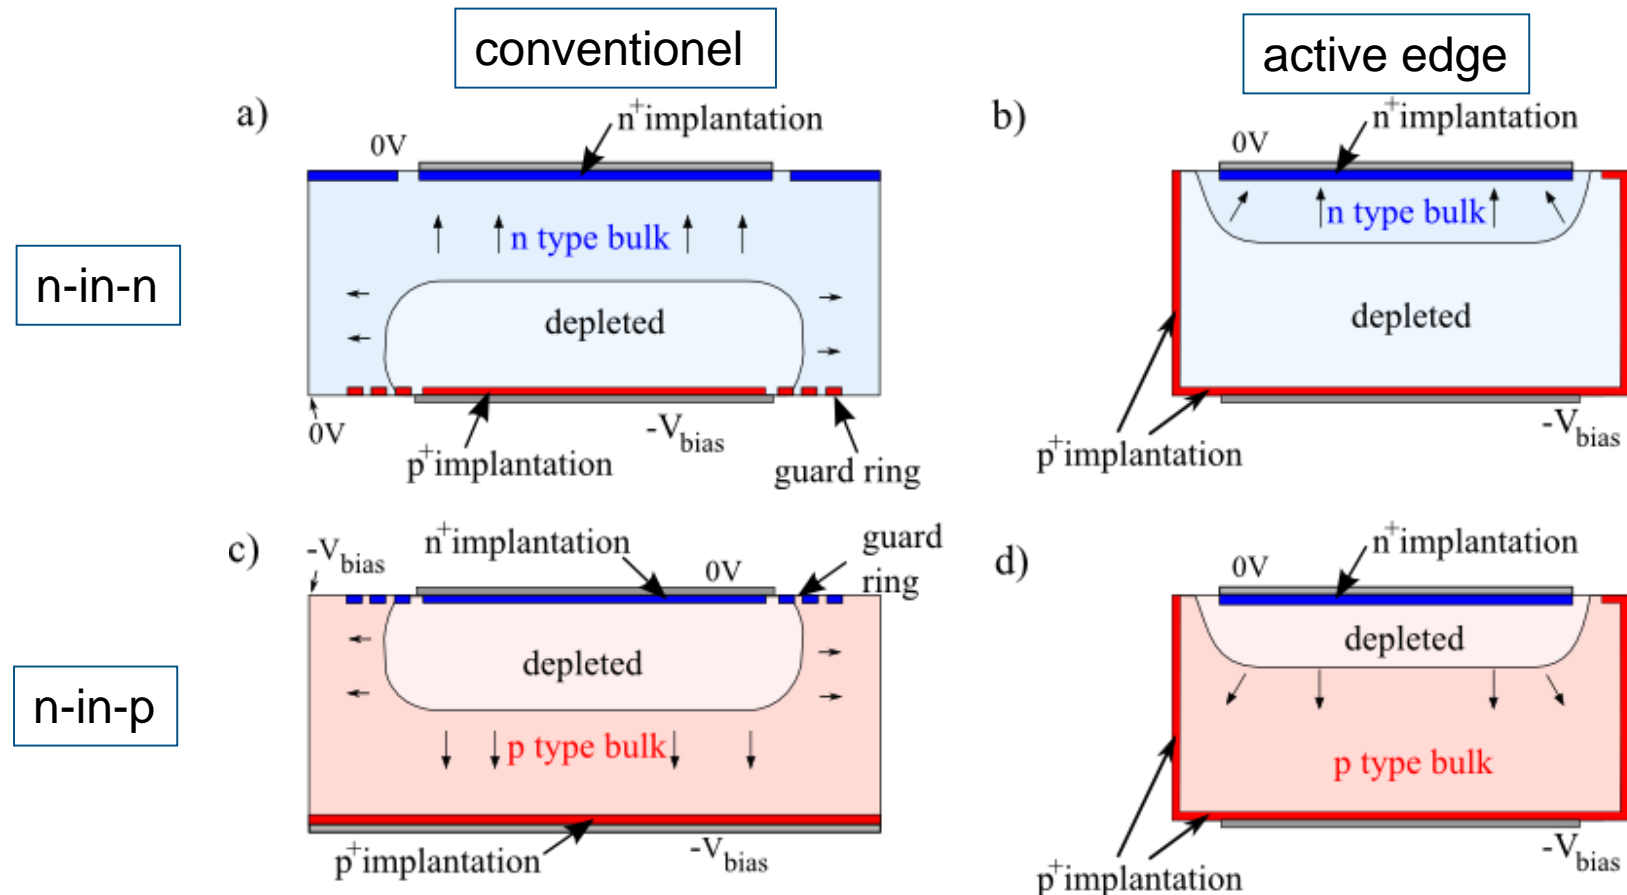 conventionel
active edge
a)
n+implantation
0V
b)
n+implantation
0V
n-in-n
n type bulk
depleted
0V
p+implantation
-Vbias
guard ring
n type bulk
depleted
p+implantation
-Vbias
c)
-Vbias
n+implantation
0V
guard
ring
d)
0V
n+implantation
n-in-p
depleted
p type bulk
p+implantation
-Vbias
depleted
p type bulk
p+implantation
-Vbias